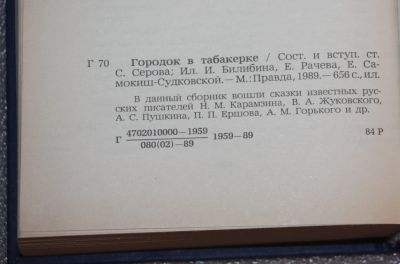 Г 70 Городок в табакерке / Сост. и вступ. ст.
С. Серова; Ил. И. Билибина, Е. Рачева, Е. Са-
мокиш-Судковской.—М.: Правда, 1989.—656 с., ил.
В данный сборник вошли сказки известных рус-
ских писателей Н. М. Карамзина, В. А. Жуковского,
А. С. Пушкина, П. П. Ершова, А. М. Горького и др.
4702010000—1959
Г 1959—89 84 Р
080(02)—89